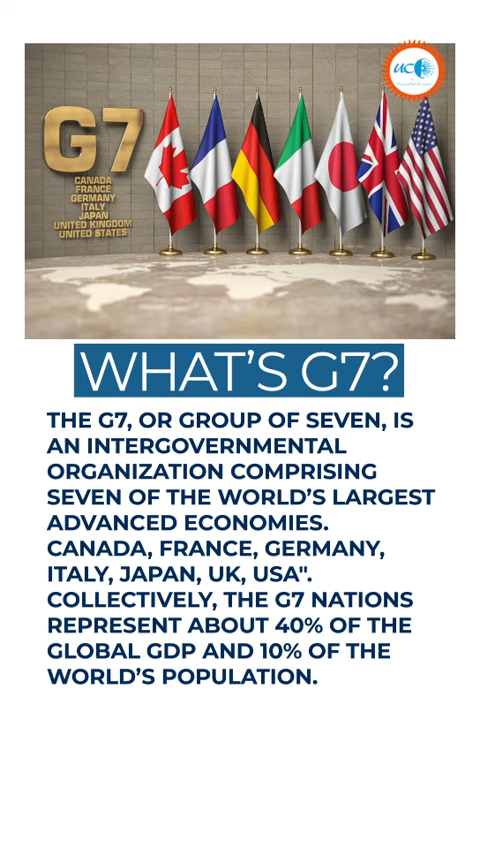 UC
G7
CANADA
FRANCE
GERMANY
ITALY
JAPAN
UNITED KINGDOM
UNITED STATES
WHAT'S G7?
THE G7, OR GROUP OF SEVEN, IS
AN INTERGOVERNMENTAL
ORGANIZATION COMPRISING
SEVEN OF THE WORLD'S LARGEST
ADVANCED ECONOMIES.
CANADA, FRANCE, GERMANY,
ITALY, JAPAN, UK, USA".
COLLECTIVELY, THE G7 NATIONS
REPRESENT ABOUT 40% OF THE
GLOBAL GDP AND 10% OF THE
WORLD'S POPULATION.